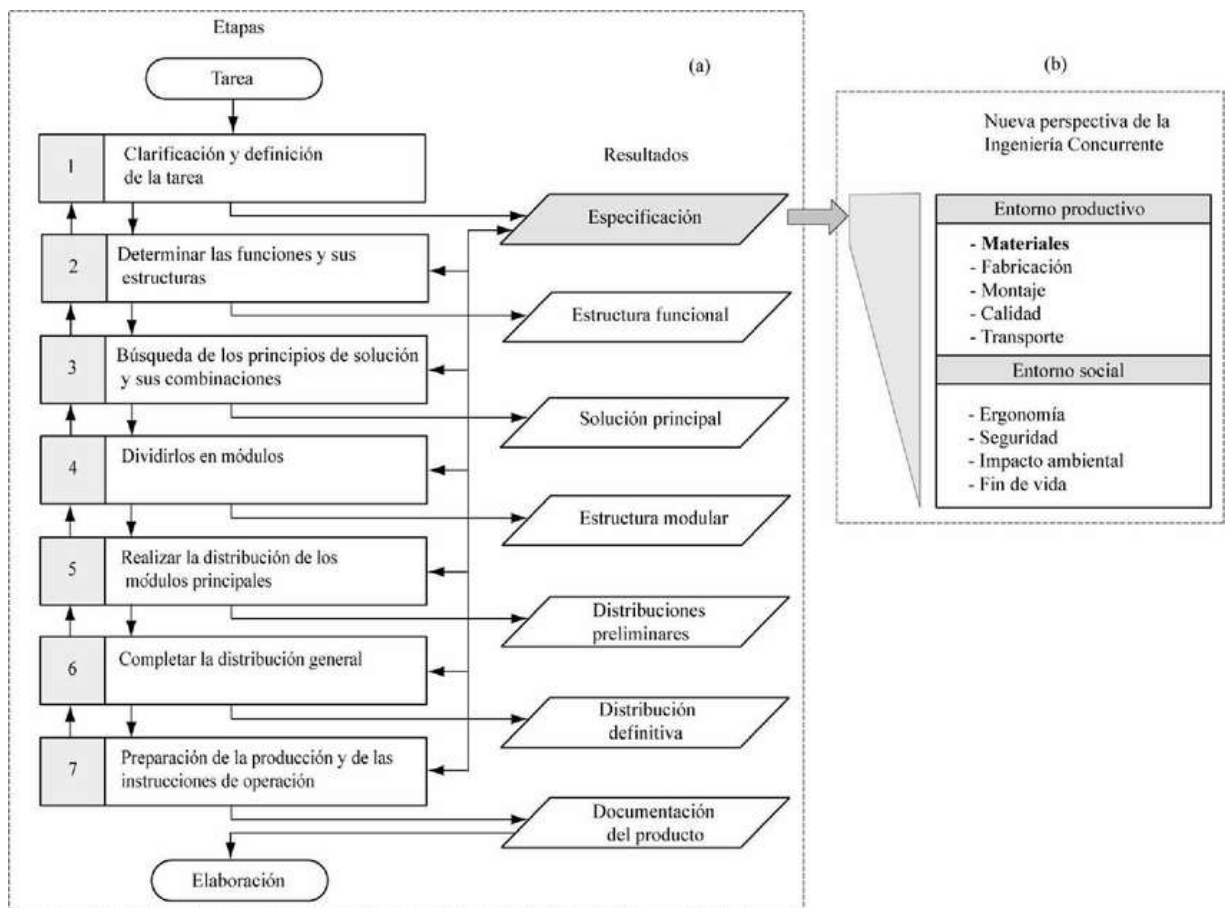 Etapas
(a)
Tarea
1
Clarificación y definición
de la tarea
Resultados
Especificación
2
Determinar las funciones y sus
estructuras
Estructura funcional
3
Búsqueda de los principios de solución
y sus combinaciones
Solución principal
4
Dividirlos en módulos
Estructura modular
5
Realizar la distribución de los
módulos principales
Distribuciones
preliminares
6
Completar la distribución general
Distribución
definitiva
7
Preparación de la producción y de las
instrucciones de operación
Documentación
del producto
Elaboración
(b)
Nueva perspectiva de la
Ingeniería Concurrente
Entorno productivo
- Materiales
- Fabricación
- Montaje
- Calidad
- Transporte
Entorno social
- Ergonomía
- Seguridad
- Impacto ambiental
- Fin de vida